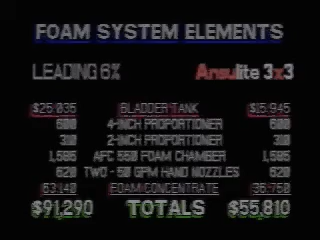 FOAM SYSTEM ELEMENTS
LEADING 6% Ansulite 3x3
$25,035 BLADDER TANK $15,945
600 4-INCH PROPORTIONER 600
310 2-INCH PROPORTIONER 310
1,585 AFC 550 FOAM CHAMBER 1,585
620 TWO - 50 GPM HAND NOZZLES 620
63,140 FOAM CONCENTRATE 36,750
$91,290 TOTALS $55,810